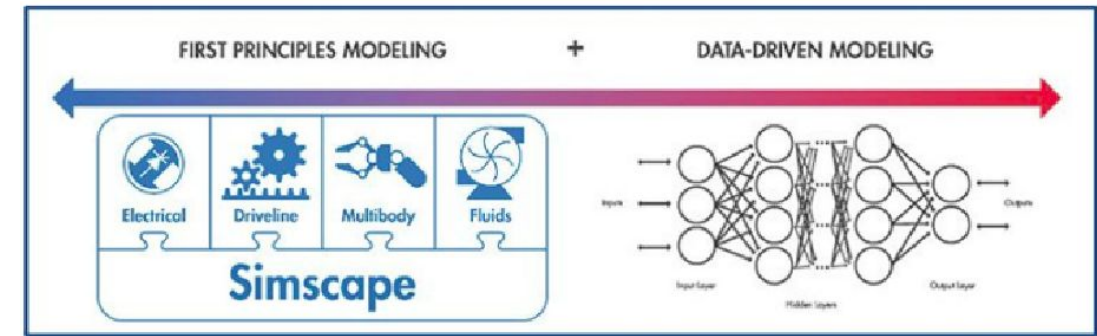 FIRST PRINCIPLES MODELING + DATA-DRIVEN MODELING
Electrical Driveline Multibody Fluids
Simscape
Inputs
Outputs
Input Layer
Hidden Layers
Output Layer